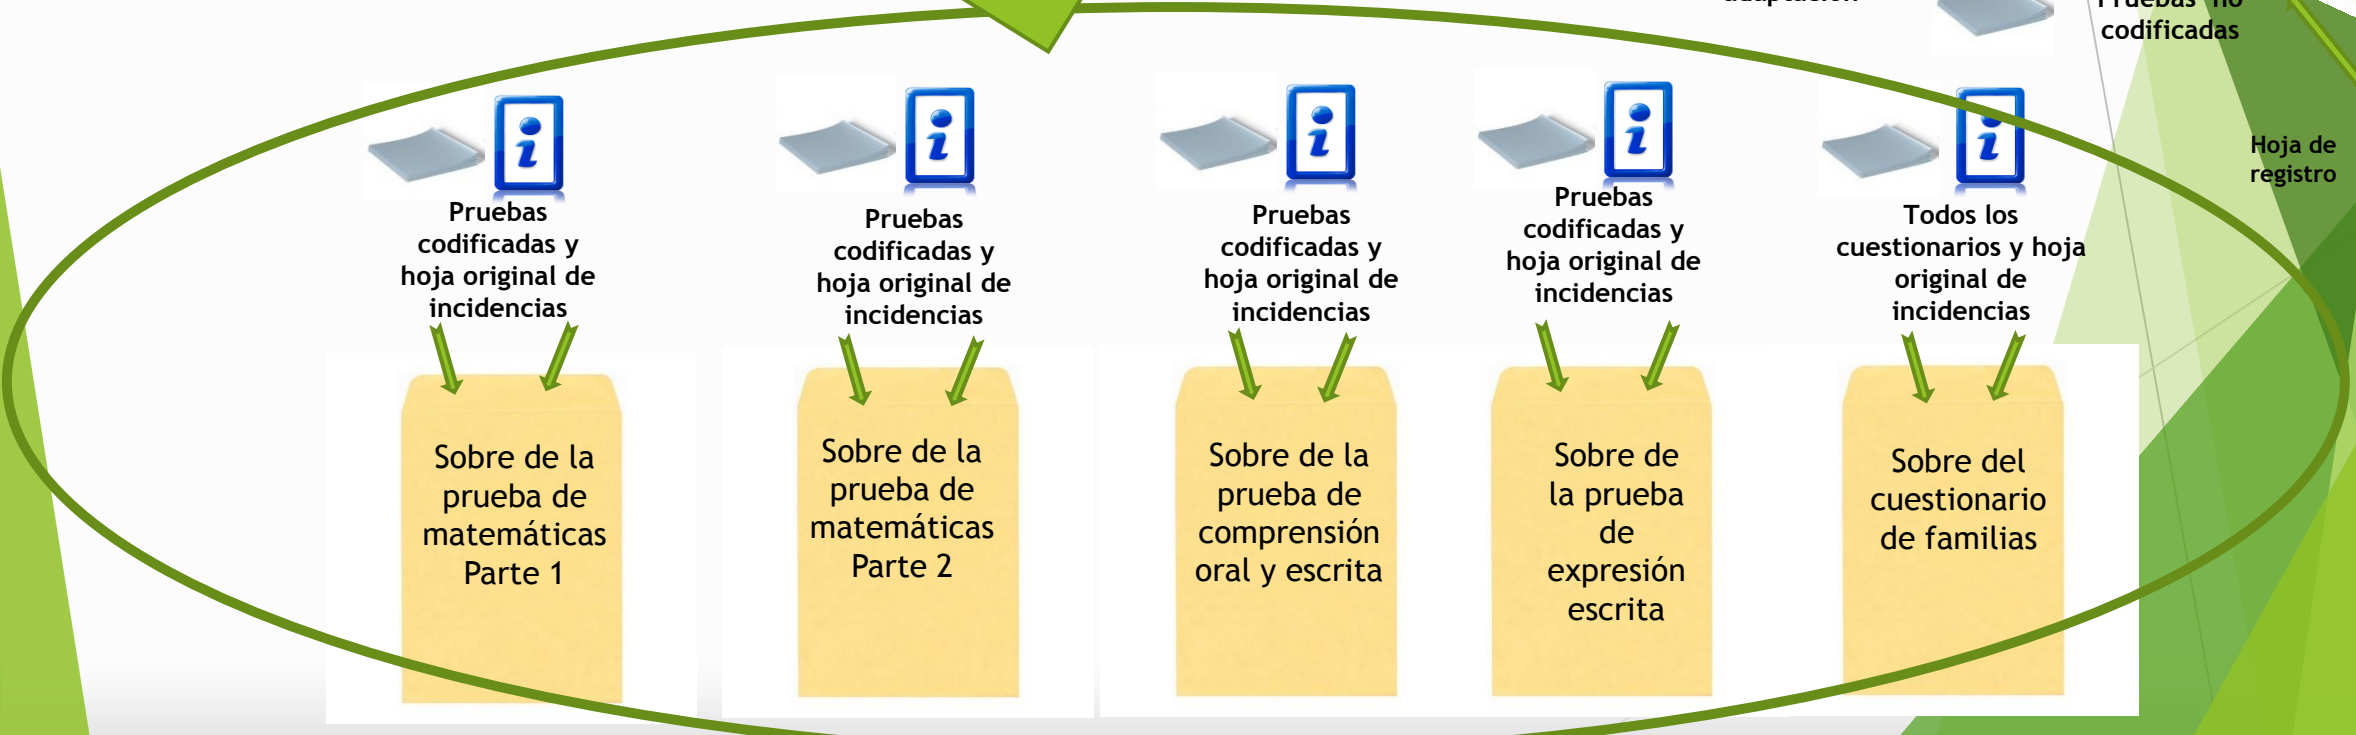 codificadas
Hoja de
registro
Pruebas
codificadas y
hoja original de
incidencias
Pruebas
codificadas y
hoja original de
incidencias
Pruebas
codificadas y
hoja original de
incidencias
Pruebas
codificadas y
hoja original de
incidencias
Todos los
cuestionarios y hoja
original de
incidencias
Sobre de la
prueba de
matemáticas
Parte 1
Sobre de la
prueba de
matemáticas
Parte 2
Sobre de la
prueba de
comprensión
oral y escrita
Sobre de
la prueba
de
expresión
escrita
Sobre del
cuestionario
de familias